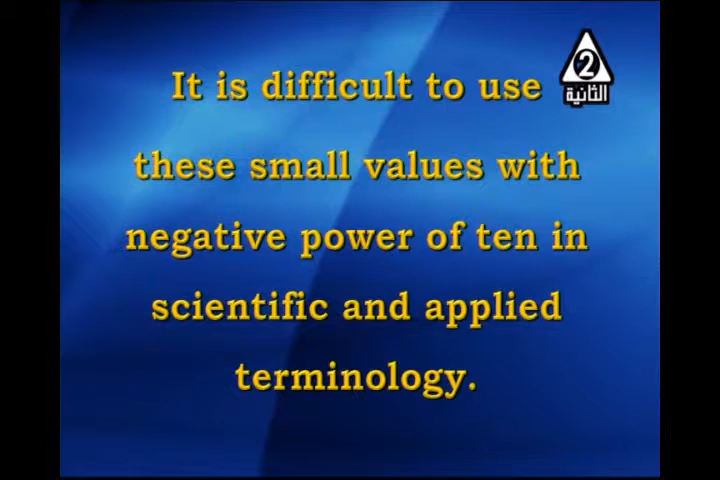 It is difficult to use
2
الثانية
these small values with
negative power of ten in
scientific and applied
terminology.